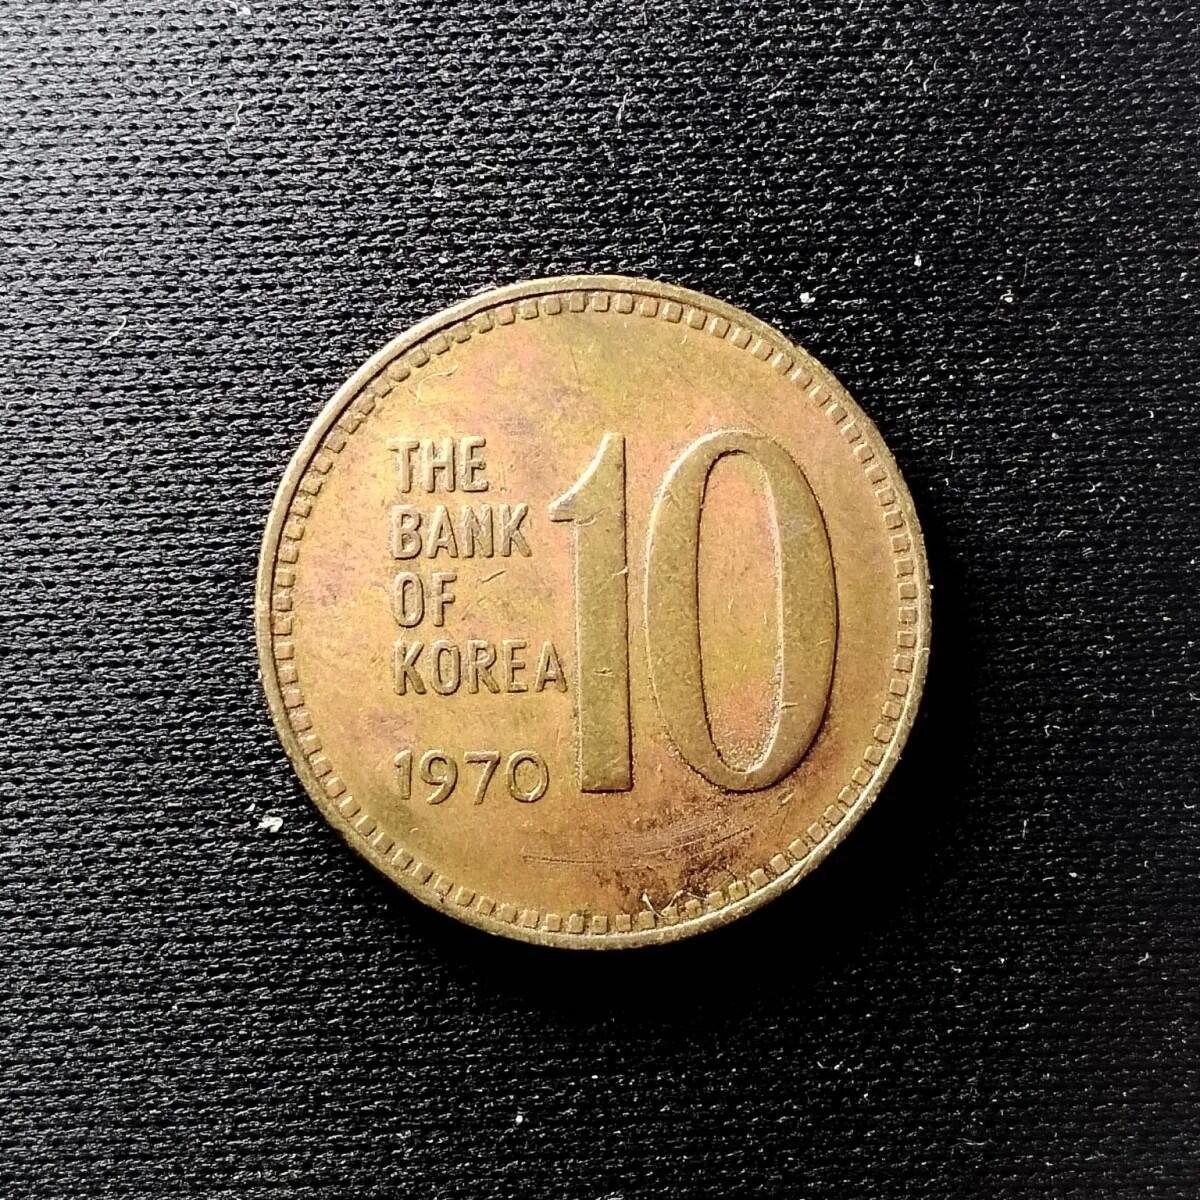 THE
BANK
OF
KOREA
1970
10